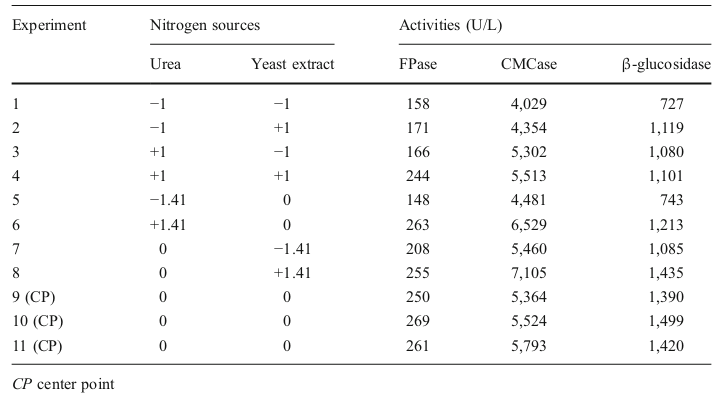 Experiment Nitrogen sources Activities (U/L)
Urea Yeast extract FPase CMCase β-glucosidase
1 −1 −1 158 4,029 727
2 −1 +1 171 4,354 1,119
3 +1 −1 166 5,302 1,080
4 +1 +1 244 5,513 1,101
5 −1.41 0 148 4,481 743
6 +1.41 0 263 6,529 1,213
7 0 −1.41 208 5,460 1,085
8 0 +1.41 255 7,105 1,435
9 (CP) 0 0 250 5,364 1,390
10 (CP) 0 0 269 5,524 1,499
11 (CP) 0 0 261 5,793 1,420
CP center point